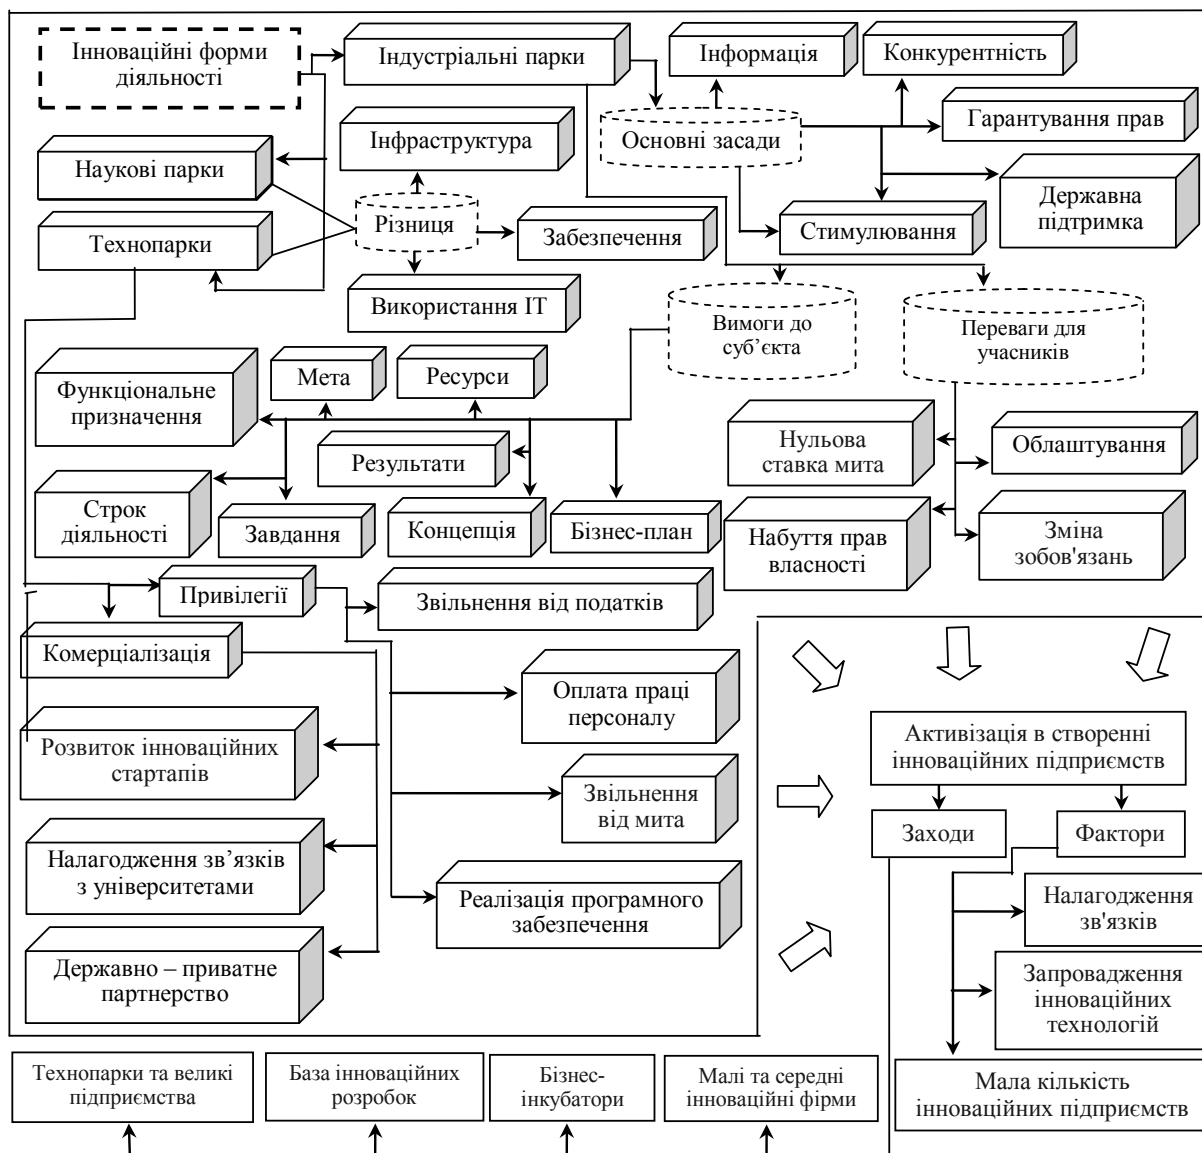 Інноваційні форми
діяльності
Індустріальні парки
Інформація
Конкурентність
Інфраструктура
Основні засади
Гарантування прав
Наукові парки
Державна
підтримка
Різниця
Технопарки
Забезпечення
Стимулювання
Використання ІТ
Вимоги до
суб’єкта
Переваги для
учасників
Функціональне
призначення
Мета
Ресурси
Нульова
ставка мита
Облаштування
Результати
Строк
діяльності
Завдання
Концепція
Бізнес-план
Набуття прав
власності
Зміна
зобов'язань
Привілегії
Звільнення від податків
Комерціалізація
Оплата праці
персоналу
Розвиток інноваційних
стартапів
Активізація в створенні
інноваційних підприємств
Звільнення
від мита
Заходи
Фактори
Налагодження зв’язків
з університетами
Реалізація програмного
забезпечення
Налагодження
зв'язків
Державно – приватне
партнерство
Запровадження
інноваційних
технологій
Технопарки та великі
підприємства
База інноваційних
розробок
Бізнес-
інкубатори
Малі та середні
інноваційні фірми
Мала кількість
інноваційних підприємств